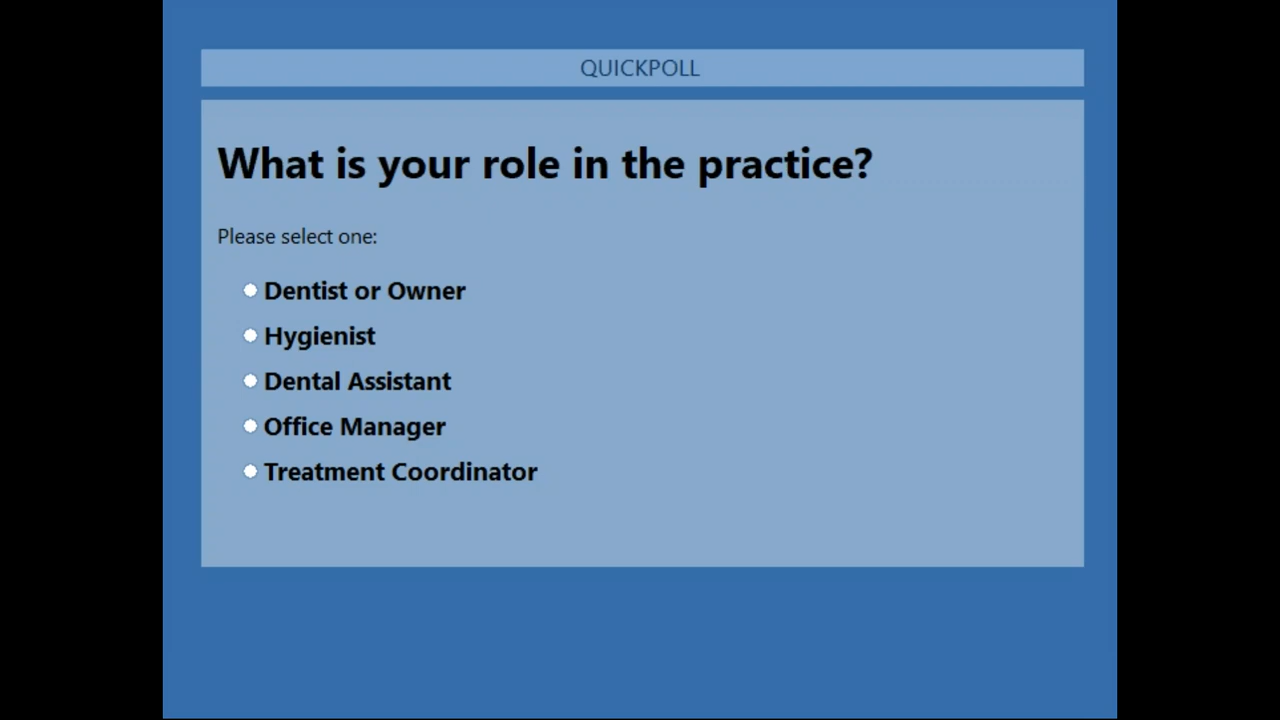 QUICKPOLL
What is your role in the practice?
Please select one:
Dentist or Owner
Hygienist
Dental Assistant
Office Manager
Treatment Coordinator